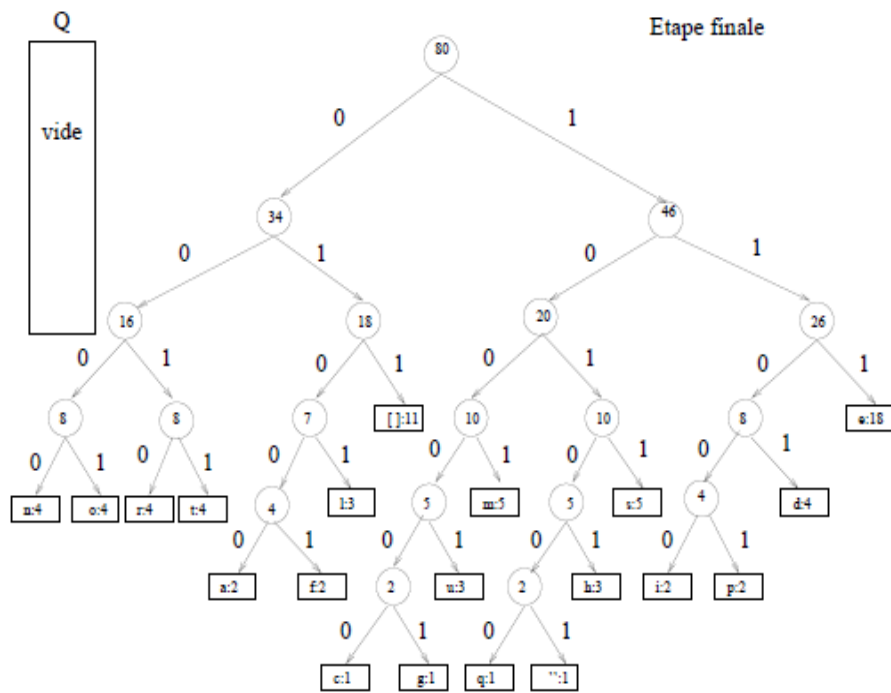 Q
Etape finale
80
vide
0 1
34 46
0 1 0 1
16 18 20 26
0 1 0 1 0 1 0 1
8 8 7 [ ]:11 10 10 8 e:18
0 1 0 1 0 1 0 1 0 1 0 1
n:4 o:4 r:4 t:4 4 l:3 5 m:5 5 s:5 4 d:4
0 1 0 1 0 1 0 1
a:2 f:2 2 u:3 2 h:3 i:2 p:2
0 1 0 1
c:1 g:1 q:1 ’’:1